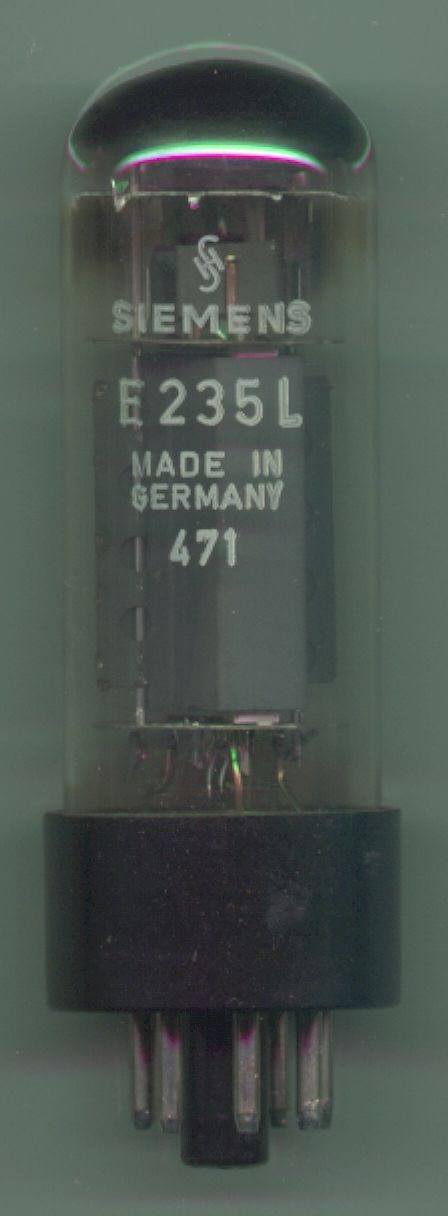 SIEMENS
E235L
MADE IN
GERMANY
471